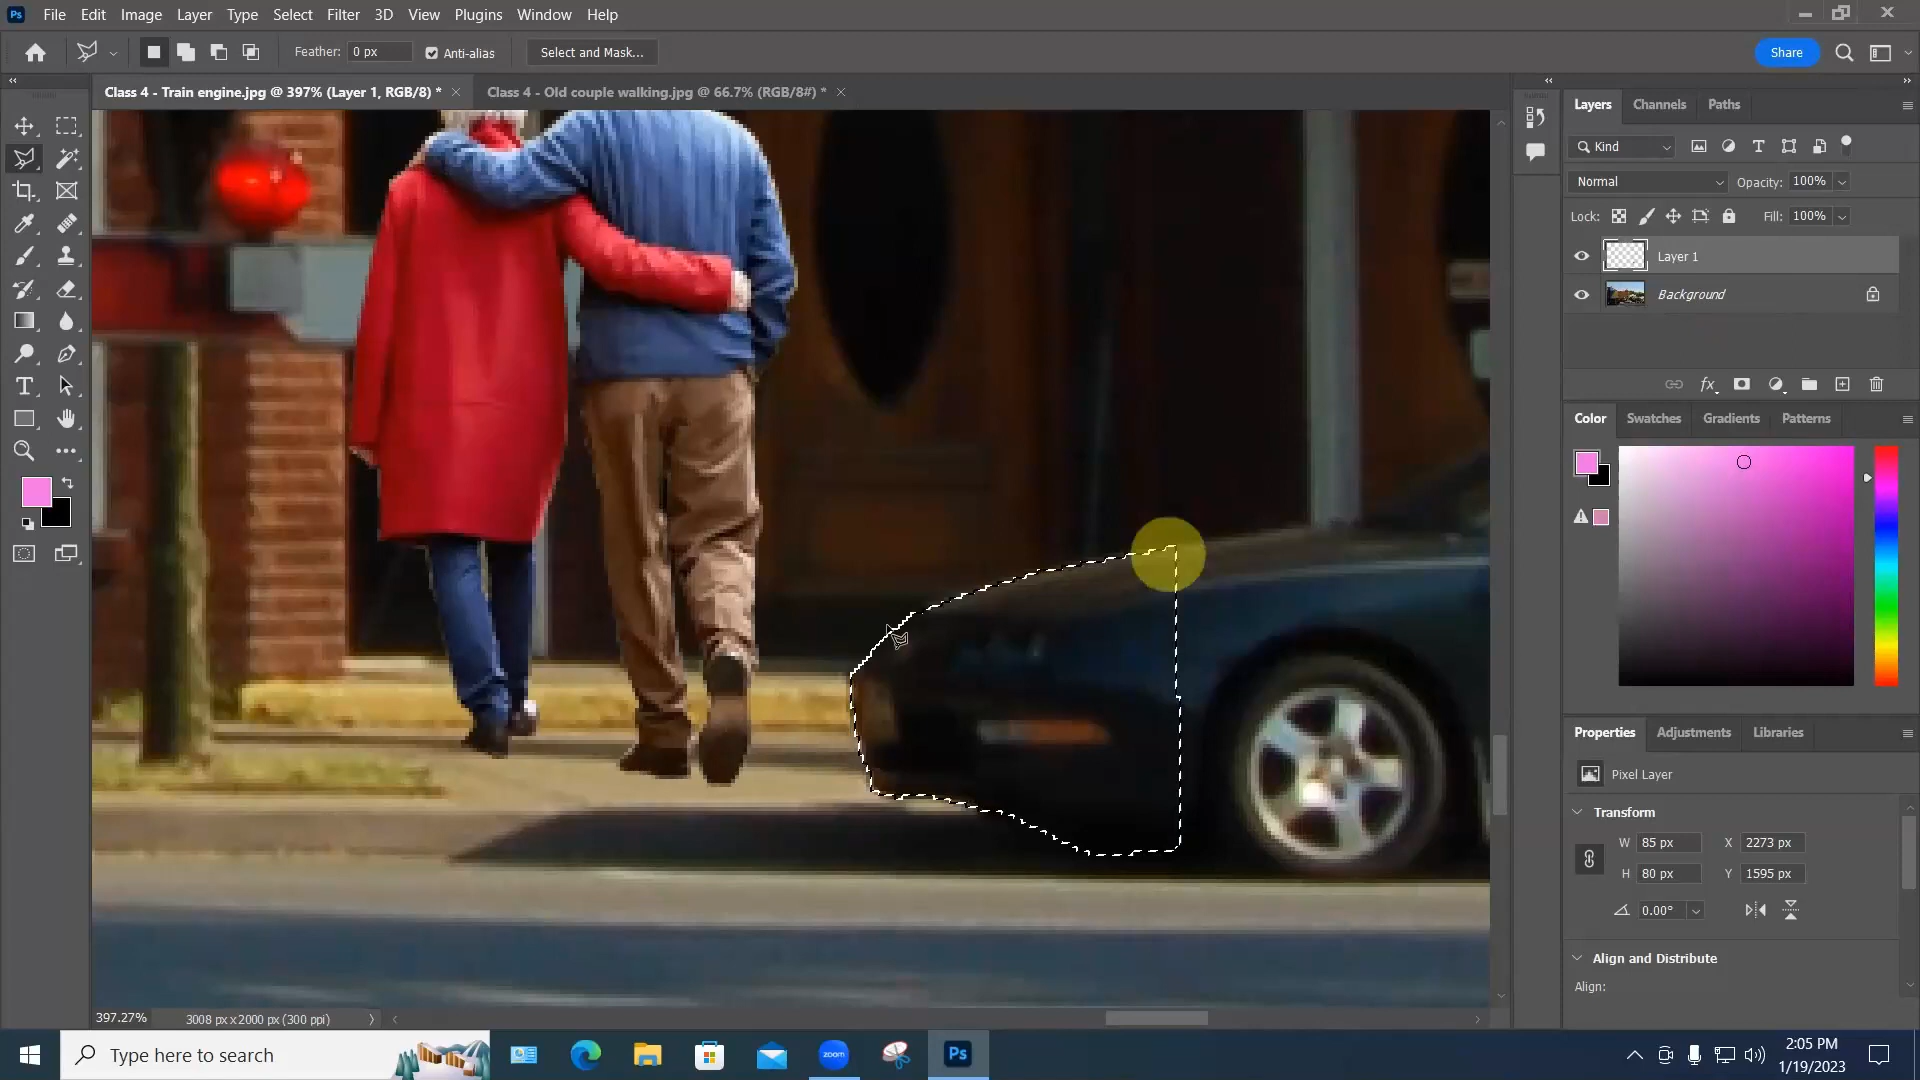 Ps File Edit Image Layer Type Select Filter 3D View Plugins Window Help
Feather: 0 px Anti-alias Select and Mask... Share
Class 4 - Train engine.jpg @ 397% (Layer 1, RGB/8) * Class 4 - Old couple walking.jpg @ 66.7% (RGB/8#) *
Layers Channels Paths
Kind
Normal Opacity: 100%
Lock: Fill: 100%
Layer 1
Background
fx
Color Swatches Gradients Patterns
Properties Adjustments Libraries
Pixel Layer
Transform
W 85 px X 2273 px
H 80 px Y 1595 px
0.00°
Align and Distribute
Align:
397.27% 3008 px x 2000 px (300 ppi)
Type here to search
zoom
Ps
2:05 PM
1/19/2023